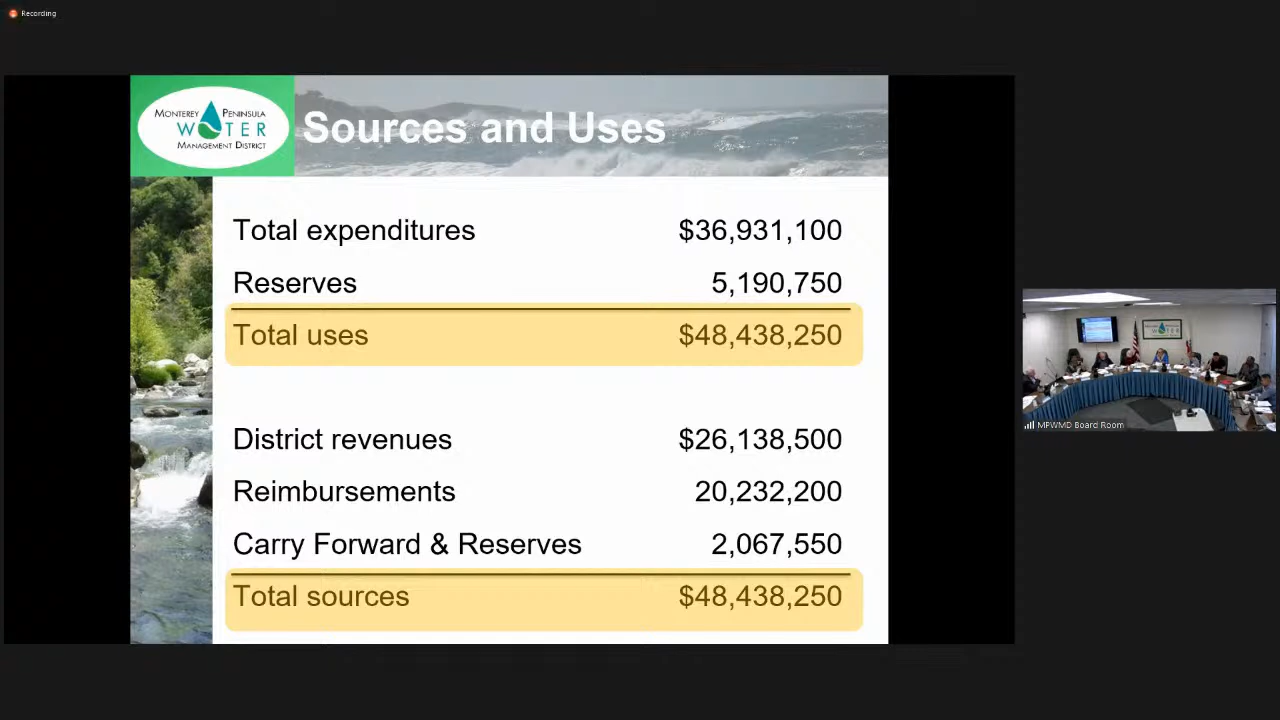 Recording
MONTEREY PENINSULA
WATER
MANAGEMENT DISTRICT
Sources and Uses
Total expenditures $36,931,100
Reserves 5,190,750
Total uses $48,438,250
District revenues $26,138,500
Reimbursements 20,232,200
Carry Forward & Reserves 2,067,550
Total sources $48,438,250
MPWMD Board Room